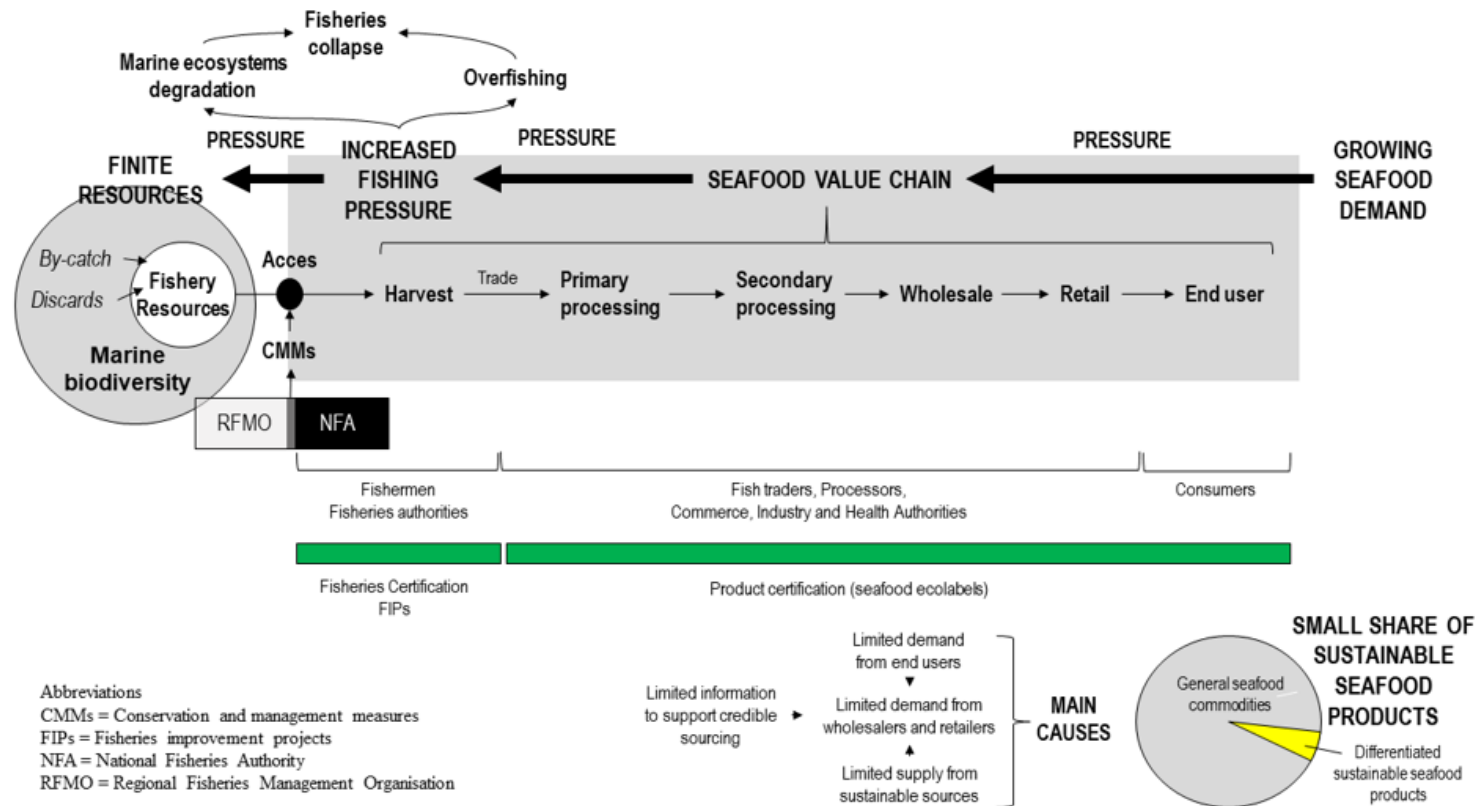 Fisheries
collapse
Marine ecosystems
degradation
Overfishing
PRESSURE
PRESSURE
PRESSURE
FINITE
RESOURCES
INCREASED
FISHING
PRESSURE
SEAFOOD VALUE CHAIN
GROWING
SEAFOOD
DEMAND
By-catch
Discards
Fishery
Resources
Marine
biodiversity
Acces
CMMs
RFMO
NFA
Harvest
Trade
Primary
processing
Secondary
processing
Wholesale
Retail
End user
Fishermen
Fisheries authorities
Fish traders, Processors,
Commerce, Industry and Health Authorities
Consumers
Fisheries Certification
FIPs
Product certification (seafood ecolabels)
Abbreviations
CMMs = Conservation and management measures
FIPs = Fisheries improvement projects
NFA = National Fisheries Authority
RFMO = Regional Fisheries Management Organisation
Limited information
to support credible
sourcing
Limited demand
from end users
Limited demand from
wholesalers and retailers
Limited supply from
sustainable sources
MAIN
CAUSES
General seafood
commodities
SMALL SHARE OF
SUSTAINABLE
SEAFOOD
PRODUCTS
Differentiated
sustainable seafood
products